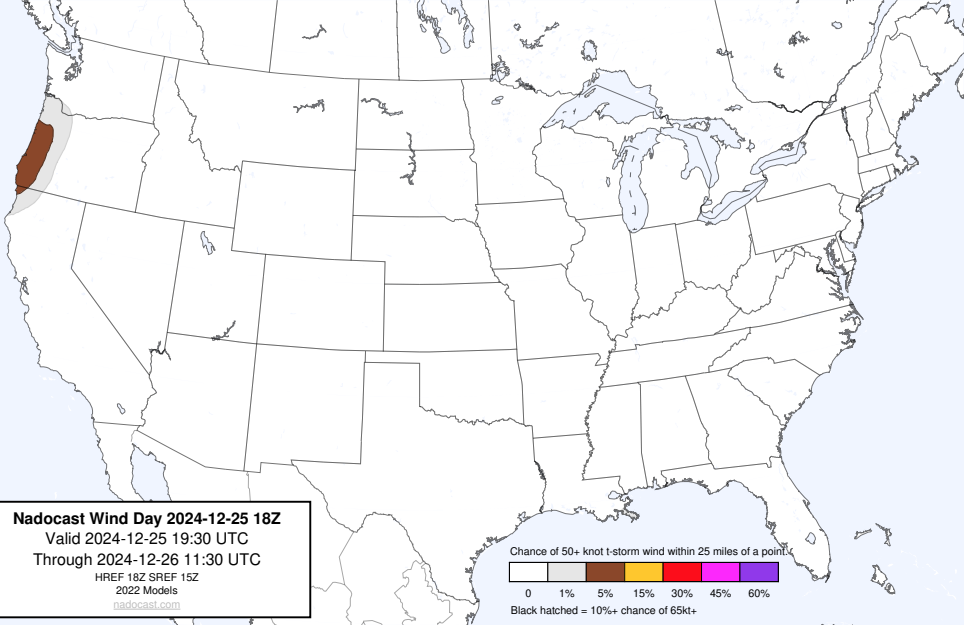 Nadocast Wind Day 2024-12-25 18Z
Valid 2024-12-25 19:30 UTC
Through 2024-12-26 11:30 UTC
HREF 18Z SREF 15Z
2022 Models
nadocast.com
Chance of 50+ knot t-storm wind within 25 miles of a point.
0 1% 5% 15% 30% 45% 60%
Black hatched = 10%+ chance of 65kt+